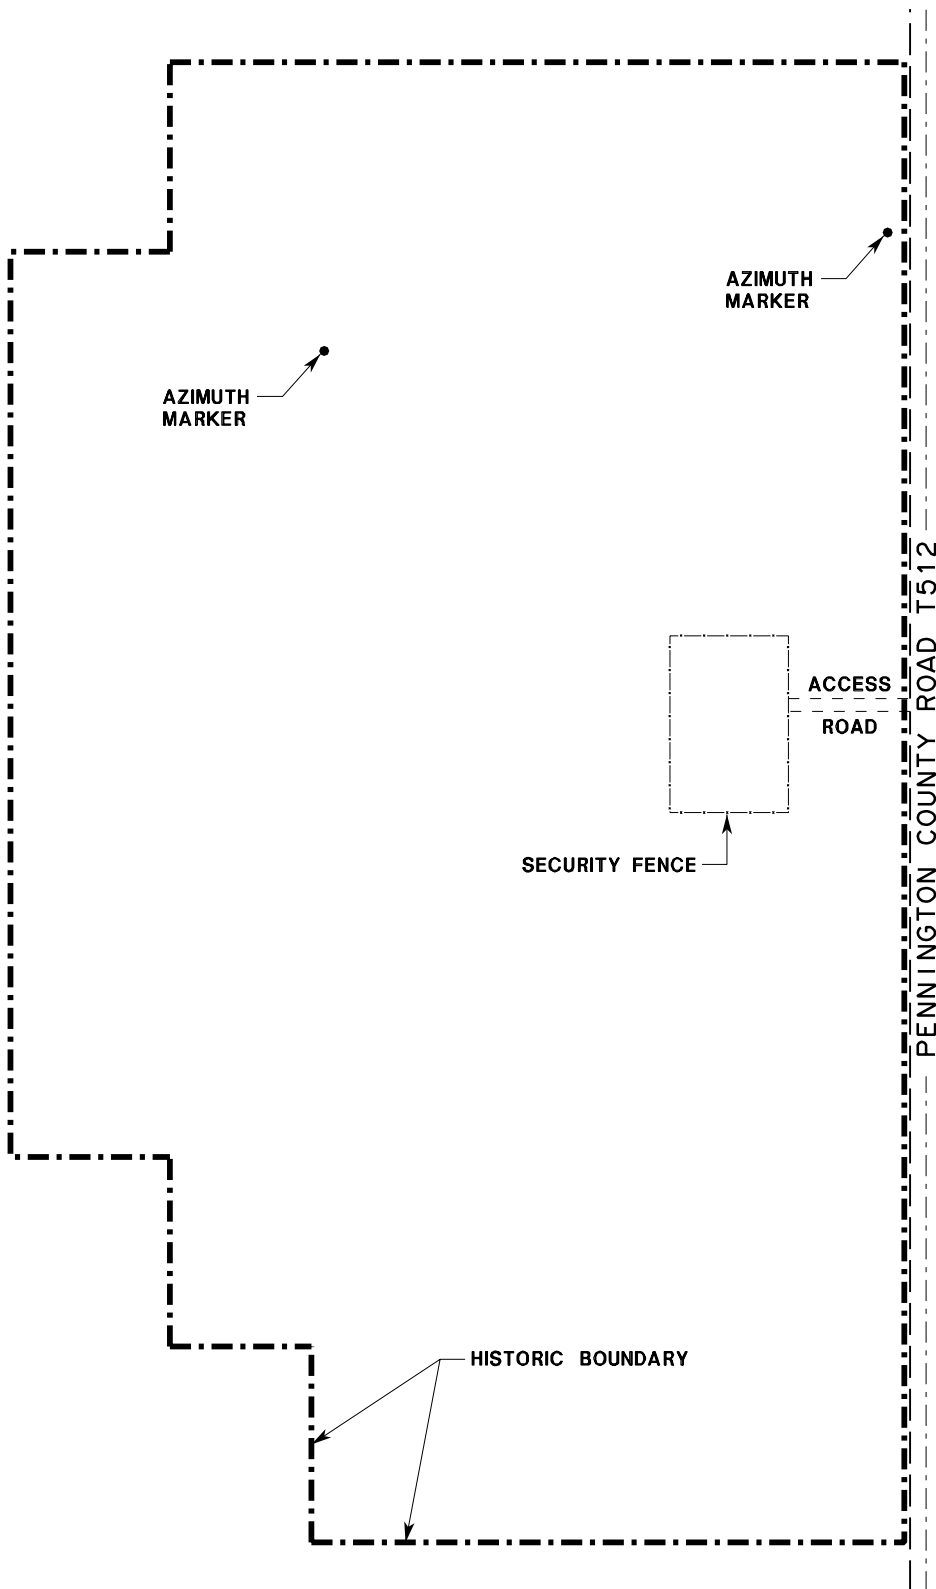 AZIMUTH
MARKER
AZIMUTH
MARKER
PENNINGTON COUNTY ROAD T512
ACCESS
ROAD
SECURITY FENCE
HISTORIC BOUNDARY